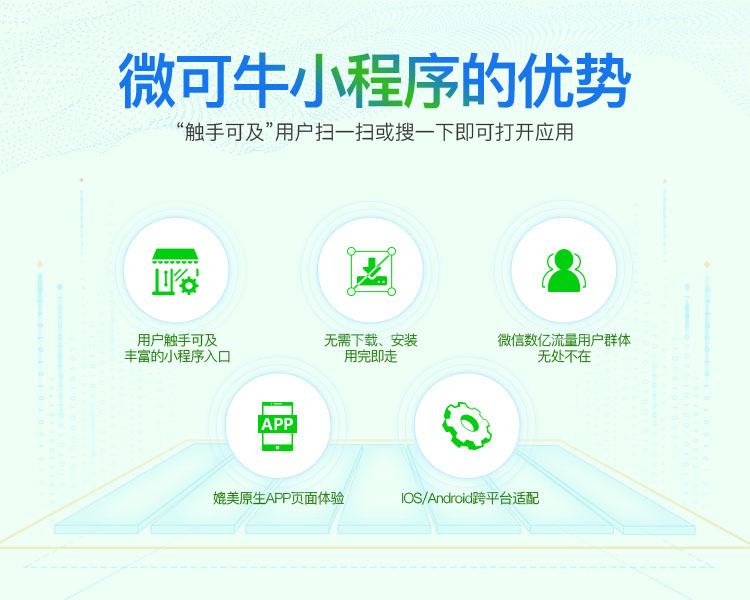 微可牛小程序的优势
“触手可及”用户扫一扫或搜一下即可打开应用
用户触手可及
丰富的小程序入口
无需下载、安装
用完即走
微信数亿流量用户群体
无处不在
APP
媲美原生APP页面体验
IOS/Android跨平台适配